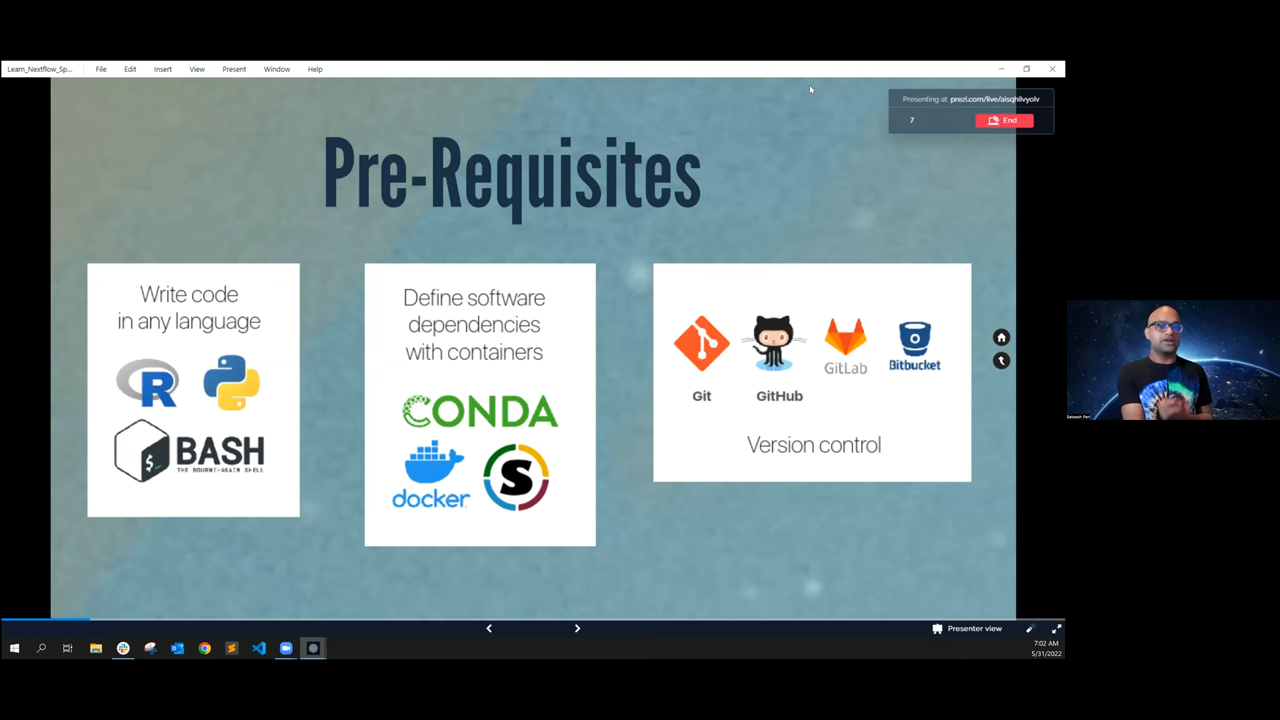 Learn_Nextflow_Sp...
File
Edit
Insert
View
Present
Window
Help
Presenting at prezi.com/live/aisqhilvyolv
7
End
Pre-Requisites
Write code
in any language
R
BASH
THE BOURNE-AGAIN SHELL
Define software
dependencies
with containers
CONDA
docker
S
Git
GitHub
GitLab
Bitbucket
Version control
Sateesh Peri
Presenter view
7:02 AM
5/31/2022